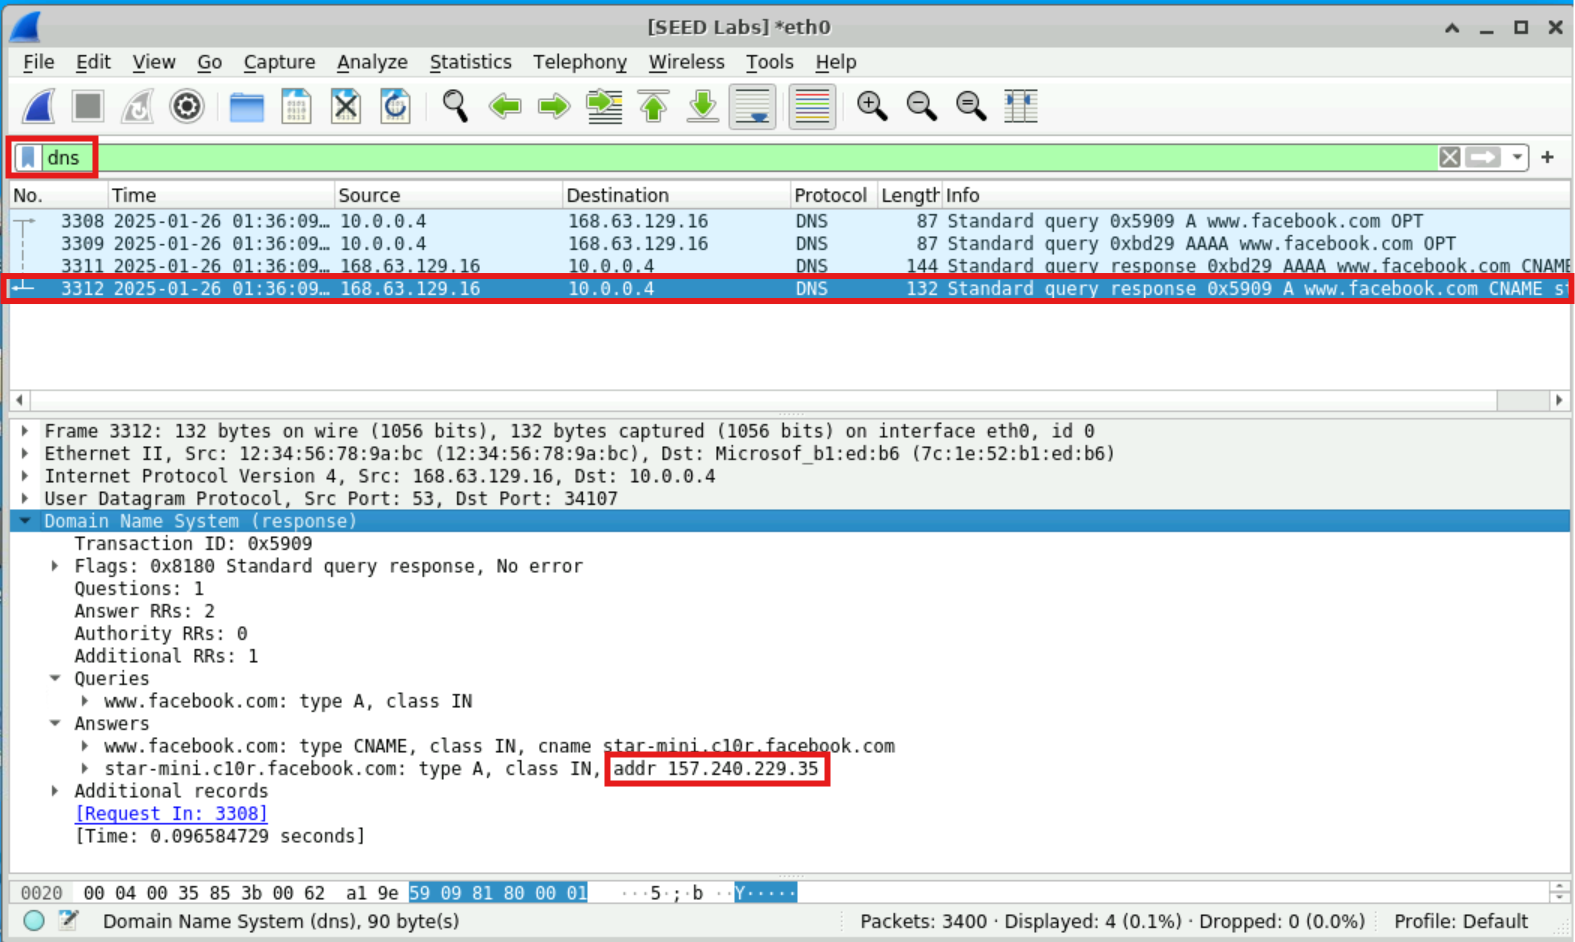 [SEED Labs] *eth0
File Edit View Go Capture Analyze Statistics Telephony Wireless Tools Help
dns
No. Time Source Destination Protocol Length Info
3308 2025-01-26 01:36:09… 10.0.0.4 168.63.129.16 DNS 87 Standard query 0x5909 A www.facebook.com OPT
3309 2025-01-26 01:36:09… 10.0.0.4 168.63.129.16 DNS 87 Standard query 0xbd29 AAAA www.facebook.com OPT
3311 2025-01-26 01:36:09… 168.63.129.16 10.0.0.4 DNS 144 Standard query response 0xbd29 AAAA www.facebook.com CNAME
3312 2025-01-26 01:36:09… 168.63.129.16 10.0.0.4 DNS 132 Standard query response 0x5909 A www.facebook.com CNAME s
Frame 3312: 132 bytes on wire (1056 bits), 132 bytes captured (1056 bits) on interface eth0, id 0
Ethernet II, Src: 12:34:56:78:9a:bc (12:34:56:78:9a:bc), Dst: Microsof_b1:ed:b6 (7c:1e:52:b1:ed:b6)
Internet Protocol Version 4, Src: 168.63.129.16, Dst: 10.0.0.4
User Datagram Protocol, Src Port: 53, Dst Port: 34107
Domain Name System (response)
Transaction ID: 0x5909
Flags: 0x8180 Standard query response, No error
Questions: 1
Answer RRs: 2
Authority RRs: 0
Additional RRs: 1
Queries
www.facebook.com: type A, class IN
Answers
www.facebook.com: type CNAME, class IN, cname star-mini.c10r.facebook.com
star-mini.c10r.facebook.com: type A, class IN, addr 157.240.229.35
Additional records
[Request In: 3308]
[Time: 0.096584729 seconds]
0020 00 04 00 35 85 3b 00 62 a1 9e 59 09 81 80 00 01 ···5·;·b ··Y·····
Domain Name System (dns), 90 byte(s) Packets: 3400 · Displayed: 4 (0.1%) · Dropped: 0 (0.0%) Profile: Default